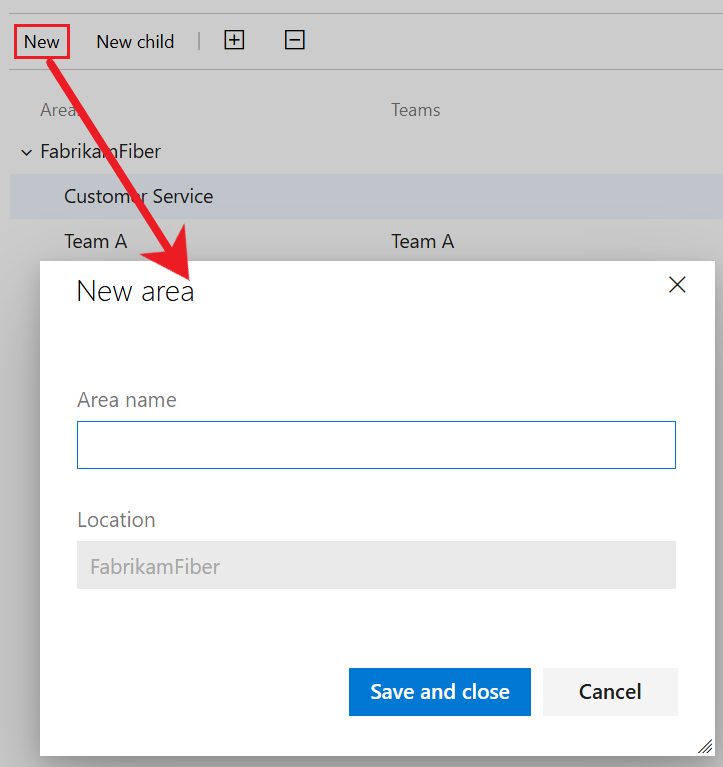 New New child
Areas Teams
FabrikamFiber
Customer Service
Team A Team A
New area
Area name
Location
FabrikamFiber
Save and close Cancel